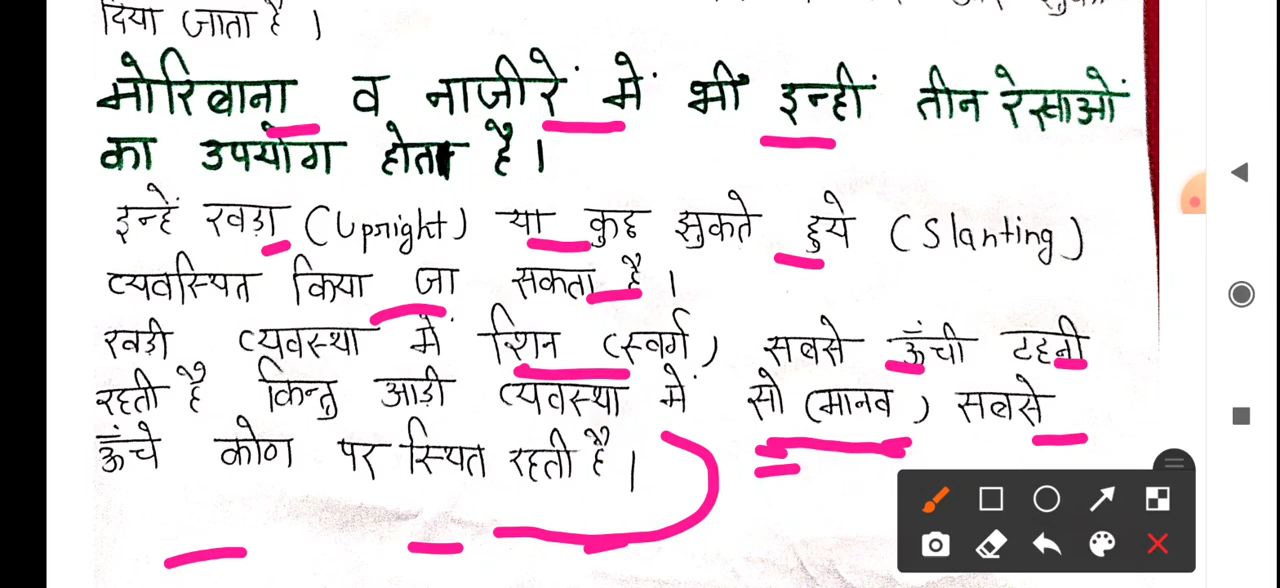 दिया जाता है ।
मोरिबाना व नाजीरें में भी इन्हीं तीन रेखाओं
का उपयोग होता है ।
इन्हें खड़ा (Upright) या कुह झुकते हुये (Slanting)
व्यवस्थित किया जा सकता है ।
खड़ी व्यवस्था में शिन (स्वर्ग) सबसे ऊँची टहनी
रहती है किन्तु आड़ी व्यवस्था में सो (मानव) सबसे
ऊँचे कोण पर स्थित रहती है ।